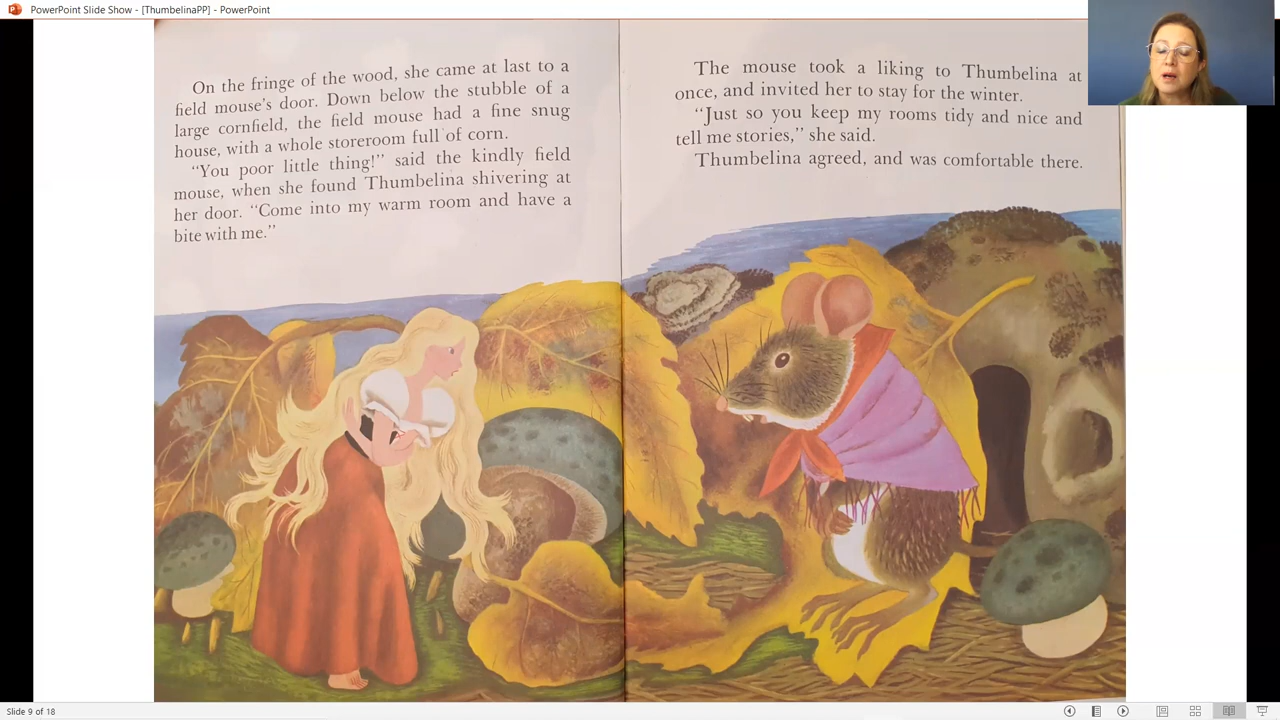 PowerPoint Slide Show - [ThumbelinaPP] - PowerPoint
On the fringe of the wood, she came at last to a
field mouse's door. Down below the stubble of a
large cornfield, the field mouse had a fine snug
house, with a whole storeroom full of corn.
"You poor little thing!" said the kindly field
mouse, when she found Thumbelina shivering at
her door. "Come into my warm room and have a
bite with me."
The mouse took a liking to Thumbelina at
once, and invited her to stay for the winter.
"Just so you keep my rooms tidy and nice and
tell me stories," she said.
Thumbelina agreed, and was comfortable there.
Slide 9 of 18